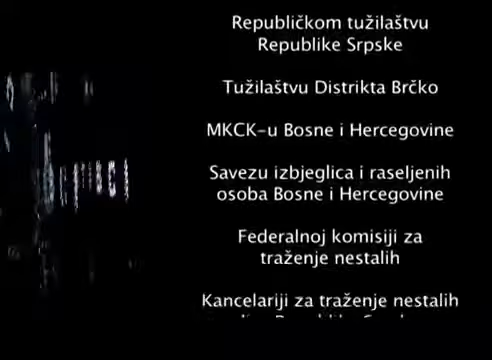 Republičkom tužilaštvu
Republike Srpske
Tužilaštvu Distrikta Brčko
MKCK-u Bosne i Hercegovine
Savezu izbjeglica i raseljenih
osoba Bosne i Hercegovine
Federalnoj komisiji za
traženje nestalih
Kancelariji za traženje nestalih